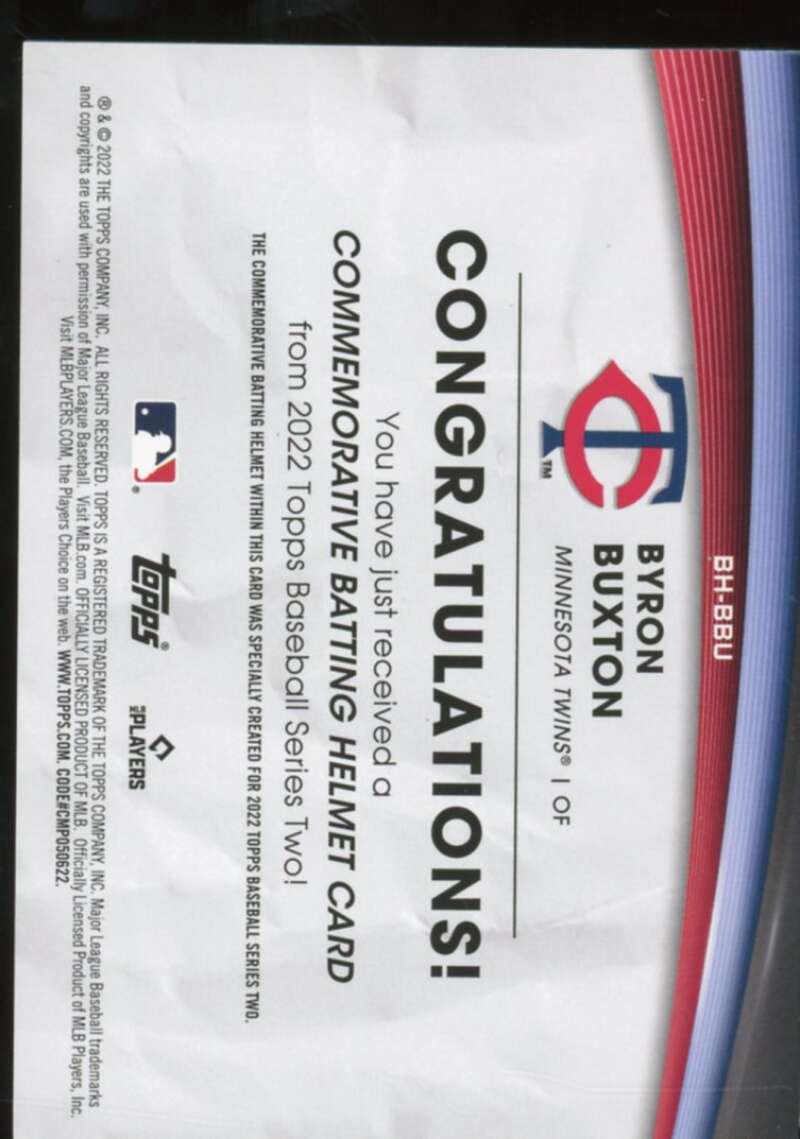 BH-BBU
BYRON
BUXTON
MINNESOTA TWINS® | OF
TC™
CONGRATULATIONS!
You have just received a
COMMEMORATIVE BATTING HELMET CARD
from 2022 Topps Baseball Series Two!
THE COMMEMORATIVE BATTING HELMET WITHIN THIS CARD WAS SPECIALLY CREATED FOR 2022 TOPPS BASEBALL SERIES TWO.
® topps® MLB PLAYERS
® & © 2022 THE TOPPS COMPANY, INC. ALL RIGHTS RESERVED. TOPPS IS A REGISTERED TRADEMARK OF THE TOPPS COMPANY, INC. Major League Baseball trademarks
and copyrights are used with permission of Major League Baseball. Visit MLB.com. OFFICIALLY LICENSED PRODUCT OF MLB. Officially Licensed Product of MLB Players, Inc.
Visit MLBPLAYERS.COM, the Players Choice on the web. WWW.TOPPS.COM. CODE#CMP050622.